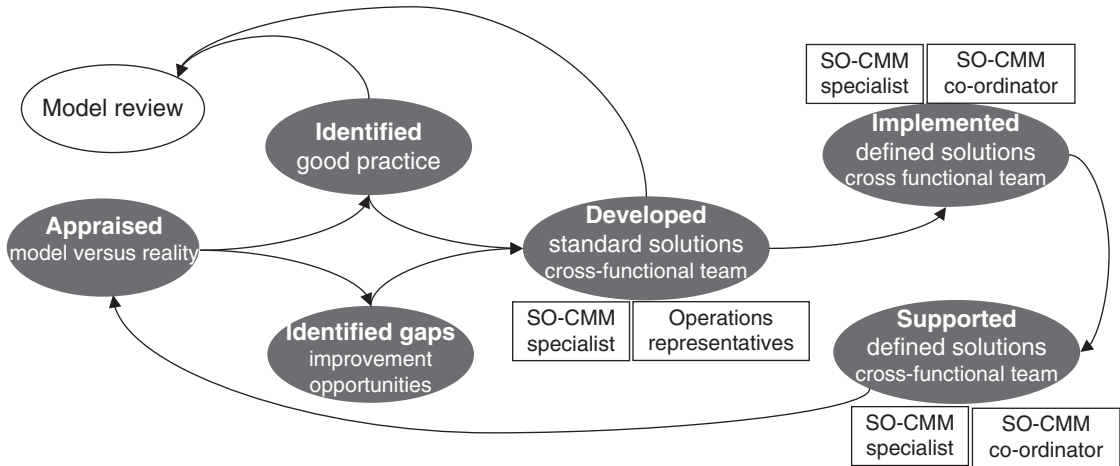 Model review
Identified
good practice
Appraised
model versus reality
Identified gaps
improvement
opportunities
Developed
standard solutions
cross-functional team
SO-CMM
specialist
Operations
representatives
SO-CMM
specialist
SO-CMM
co-ordinator
Implemented
defined solutions
cross functional team
Supported
defined solutions
cross-functional team
SO-CMM
specialist
SO-CMM
co-ordinator